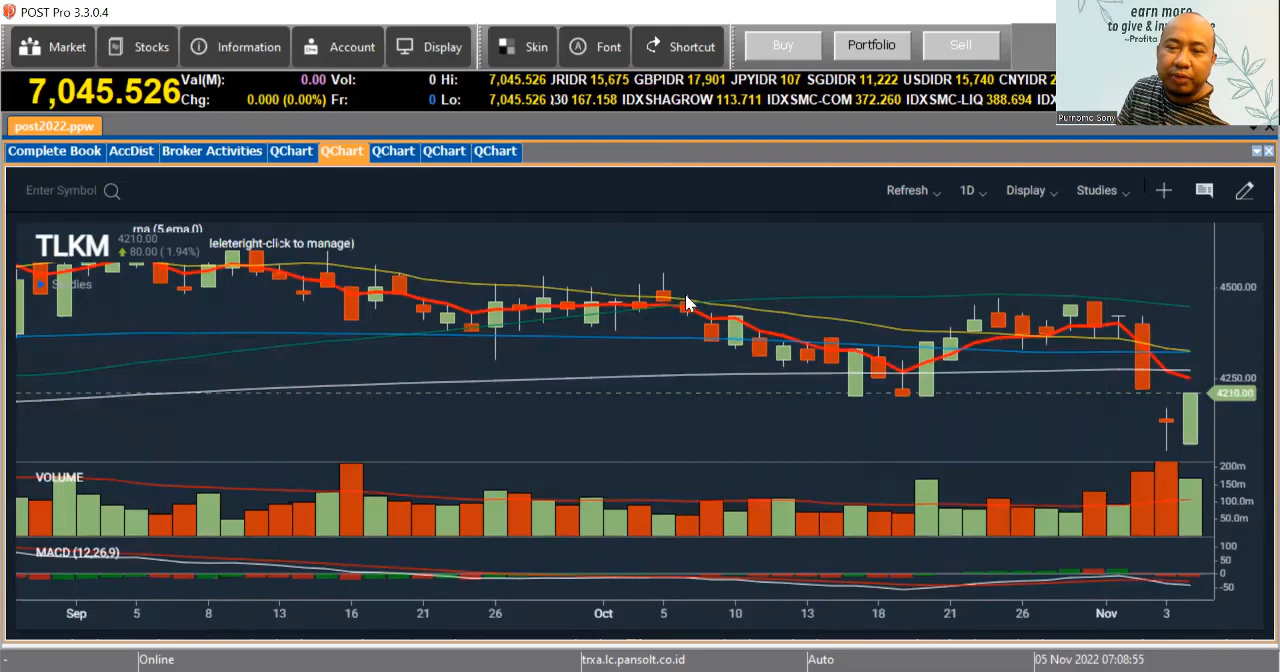 POST Pro 3.3.0.4
Market Stocks Information Account Display Skin Font Shortcut Buy Portfolio Sell
7,045.526
Val(M): 0.00 Vol: 0 Hi: 7,045.526 JRIDR 15,675 GBPIDR 17,901 JPYIDR 107 SGDIDR 11,222 USDIDR 15,740 CNYIDR
Chg: 0.000 (0.00%) Fr: 0 Lo: 7,045.526 30 167.158 IDXSHAGROW 113.711 IDXSMC-COM 372.260 IDXSMC-LIQ 388.694 IDX
earn more
to give &
~Profita
Purnomo Sony
post2022.ppw
Complete Book AccDist Broker Activities QChart QChart QChart QChart QChart
Enter Symbol Refresh 1D Display Studies
ma (5,ema,0)
TLKM 4210.00
80.00 (1.94%)
leleteright-click to manage)
Studies
4500.00
4250.00
4210.00
VOLUME
200m
150m
100.0m
50.0m
MACD (12,26,9)
100
50
0
-50
Sep 5 8 13 16 21 26 Oct 5 10 13 18 21 26 Nov 3
- Online trxa.lc.pansolt.co.id Auto 05 Nov 2022 07:08:55